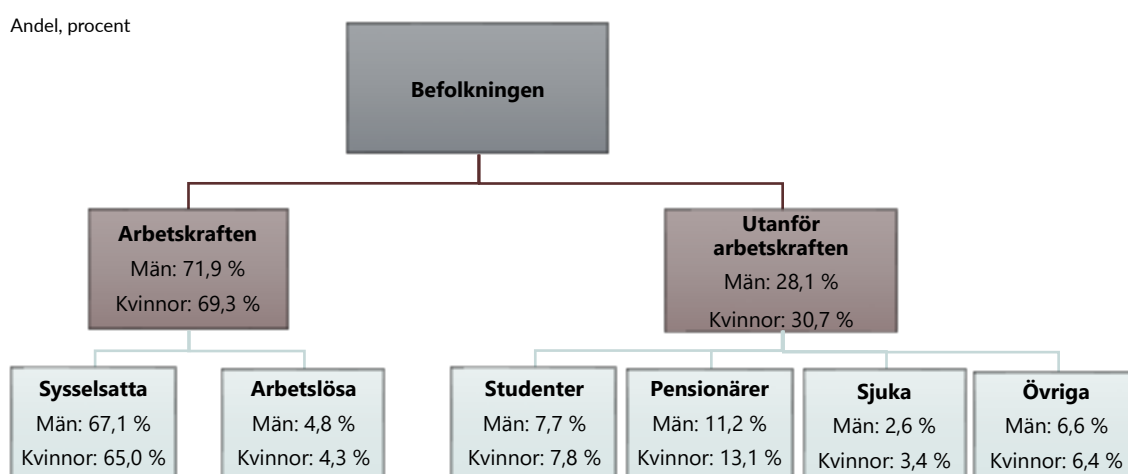 Andel, procent
Befolkningen
Arbetskraften
Män: 71,9 %
Kvinnor: 69,3 %
Utanför
arbetskraften
Män: 28,1 %
Kvinnor: 30,7 %
Sysselsatta
Män: 67,1 %
Kvinnor: 65,0 %
Arbetslösa
Män: 4,8 %
Kvinnor: 4,3 %
Studenter
Män: 7,7 %
Kvinnor: 7,8 %
Pensionärer
Män: 11,2 %
Kvinnor: 13,1 %
Sjuka
Män: 2,6 %
Kvinnor: 3,4 %
Övriga
Män: 6,6 %
Kvinnor: 6,4 %